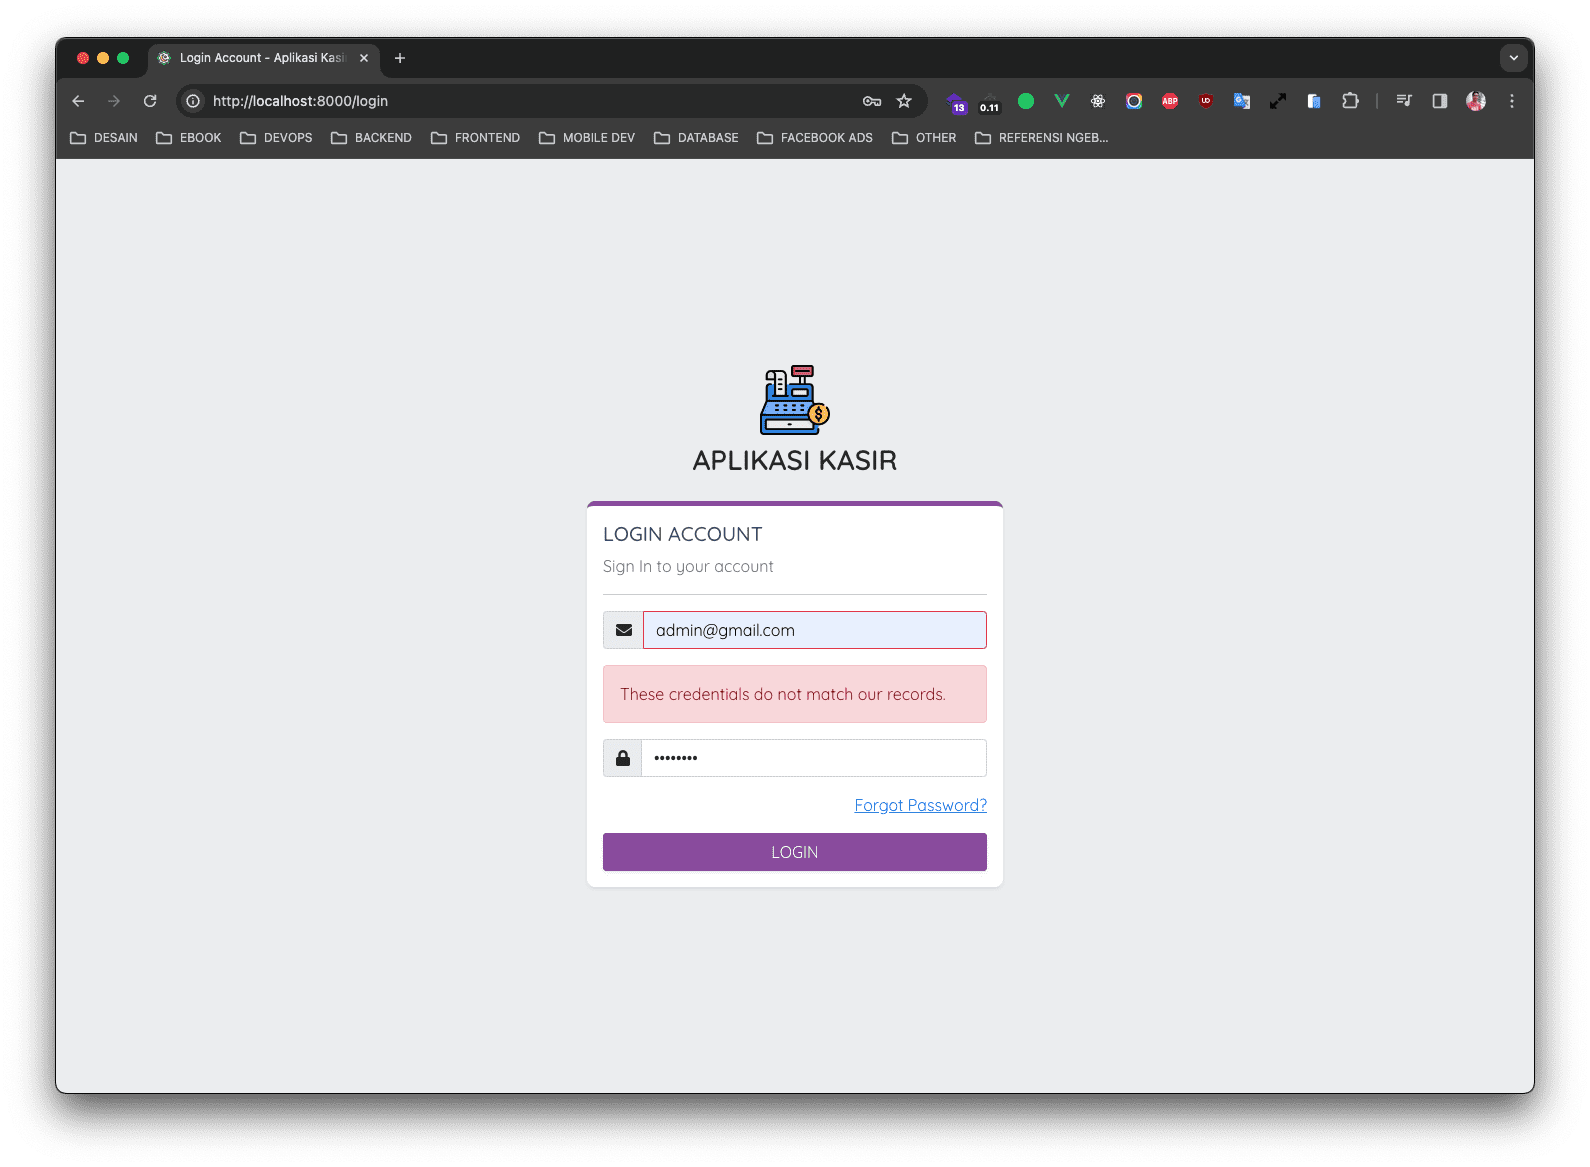 Login Account - Aplikasi Kasi
http://localhost:8000/login
13
0.11
ABP
UD
DESAIN
EBOOK
DEVOPS
BACKEND
FRONTEND
MOBILE DEV
DATABASE
FACEBOOK ADS
OTHER
REFERENSI NGEB...
$
APLIKASI KASIR
LOGIN ACCOUNT
Sign In to your account
admin@gmail.com
These credentials do not match our records.
••••••••
Forgot Password?
LOGIN